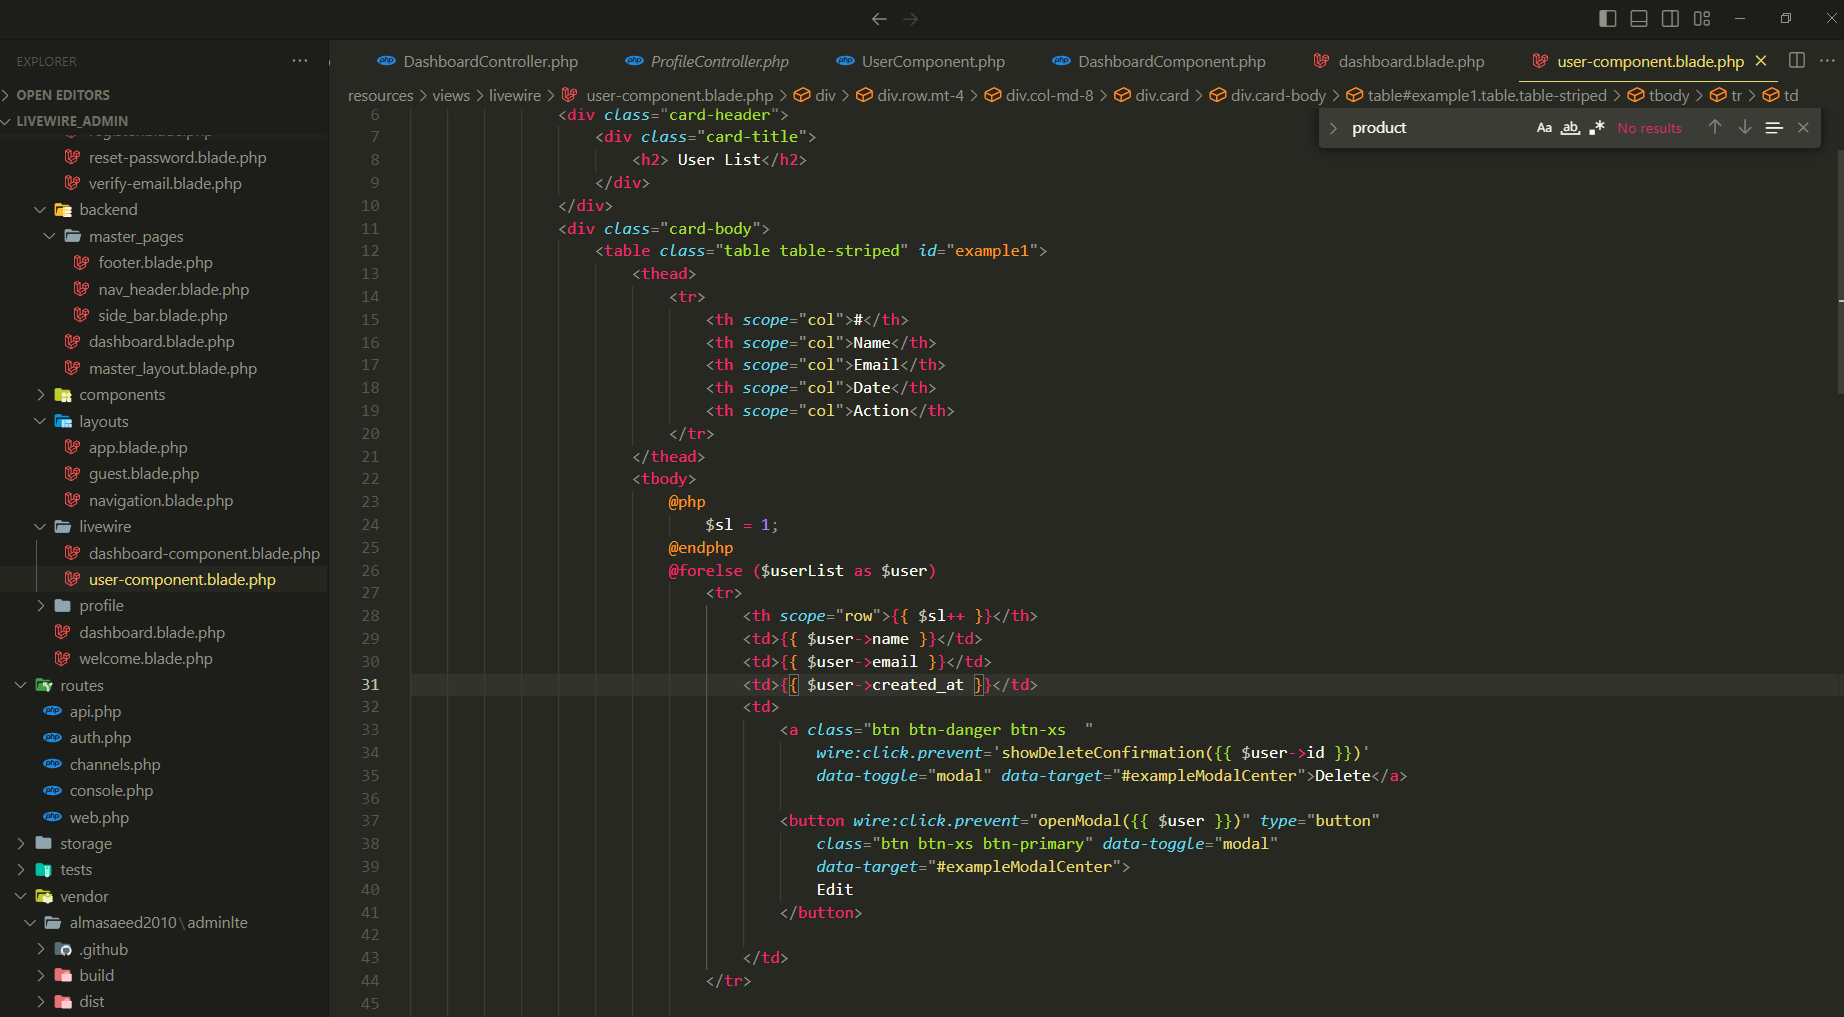 EXPLORER
OPEN EDITORS
LIVEWIRE_ADMIN
register.blade.php
reset-password.blade.php
verify-email.blade.php
backend
master_pages
footer.blade.php
nav_header.blade.php
side_bar.blade.php
dashboard.blade.php
master_layout.blade.php
components
layouts
app.blade.php
guest.blade.php
navigation.blade.php
livewire
dashboard-component.blade.php
user-component.blade.php
profile
dashboard.blade.php
welcome.blade.php
routes
php api.php
php auth.php
php channels.php
php console.php
php web.php
storage
tests
vendor
almasaeed2010\adminlte
.github
build
dist
php DashboardController.php php ProfileController.php php UserComponent.php php DashboardComponent.php dashboard.blade.php user-component.blade.php
resources > views > livewire > user-component.blade.php > div > div.row.mt-4 > div.col-md-8 > div.card > div.card-body > table#example1.table.table-striped > tbody > tr > td
product Aa ab .* No results
6 <div class="card-header">
7 <div class="card-title">
8 <h2> User List</h2>
9 </div>
10 </div>
11 <div class="card-body">
12 <table class="table table-striped" id="example1">
13 <thead>
14 <tr>
15 <th scope="col">#</th>
16 <th scope="col">Name</th>
17 <th scope="col">Email</th>
18 <th scope="col">Date</th>
19 <th scope="col">Action</th>
20 </tr>
21 </thead>
22 <tbody>
23 @php
24 $sl = 1;
25 @endphp
26 @forelse ($userList as $user)
27 <tr>
28 <th scope="row">{{ $sl++ }}</th>
29 <td>{{ $user->name }}</td>
30 <td>{{ $user->email }}</td>
31 <td>{{ $user->created_at }}</td>
32 <td>
33 <a class="btn btn-danger btn-xs  "
34 wire:click.prevent='showDeleteConfirmation({{ $user->id }})'
35 data-toggle="modal" data-target="#exampleModalCenter">Delete</a>
36
37 <button wire:click.prevent="openModal({{ $user }})" type="button"
38 class="btn btn-xs btn-primary" data-toggle="modal"
39 data-target="#exampleModalCenter">
40 Edit
41 </button>
42
43 </td>
44 </tr>
45